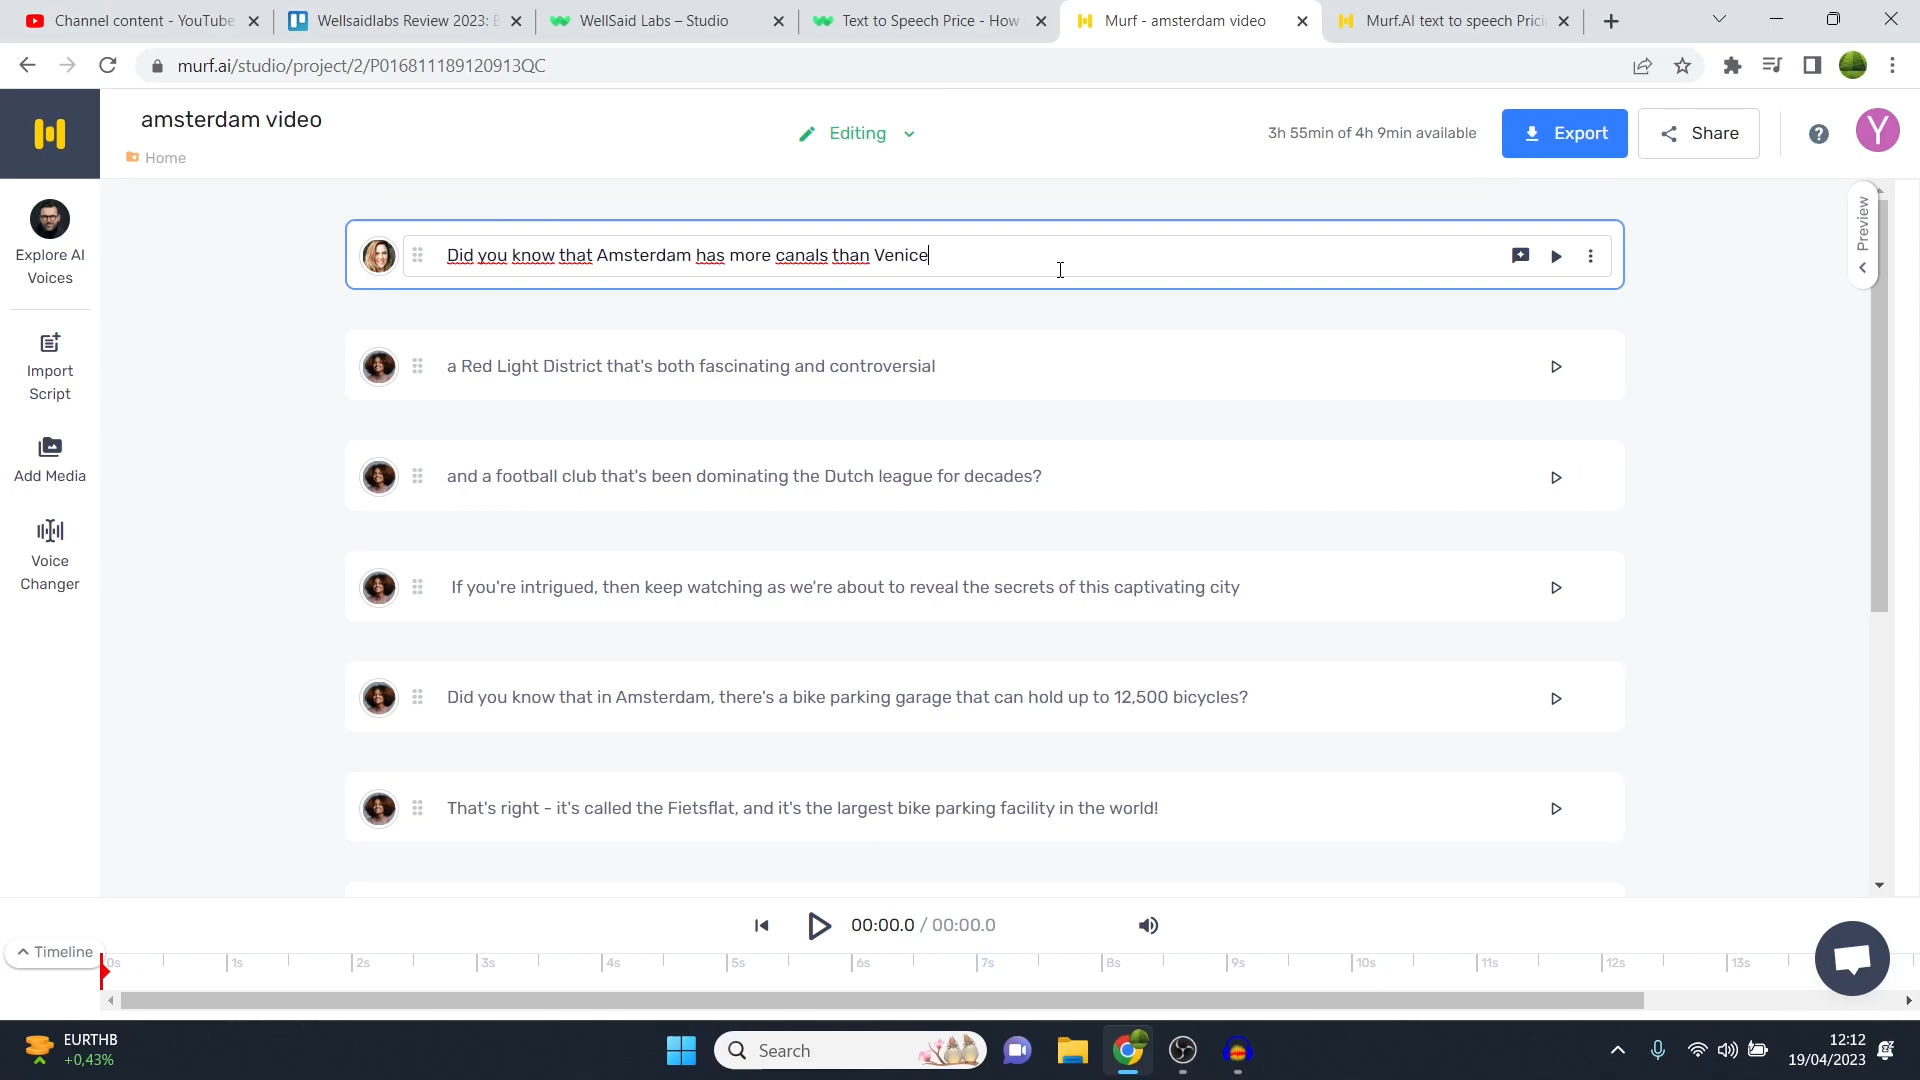 Channel content - YouTube
Wellsaidlabs Review 2023: B
WellSaid Labs – Studio
Text to Speech Price - How
Murf - amsterdam video
Murf.AI text to speech Prici
murf.ai/studio/project/2/P016811189120913QC
amsterdam video
Home
Editing
3h 55min of 4h 9min available
Export
Share
?
Y
Explore AI
Voices
Import
Script
Add Media
Voice
Changer
Preview
Did you know that Amsterdam has more canals than Venice
a Red Light District that's both fascinating and controversial
and a football club that's been dominating the Dutch league for decades?
If you're intrigued, then keep watching as we're about to reveal the secrets of this captivating city
Did you know that in Amsterdam, there's a bike parking garage that can hold up to 12,500 bicycles?
That's right - it's called the Fietsflat, and it's the largest bike parking facility in the world!
00:00.0 / 00:00.0
Timeline
0s 1s 2s 3s 4s 5s 6s 7s 8s 9s 10s 11s 12s 13s
EURTHB
+0,43%
Search
12:12
19/04/2023